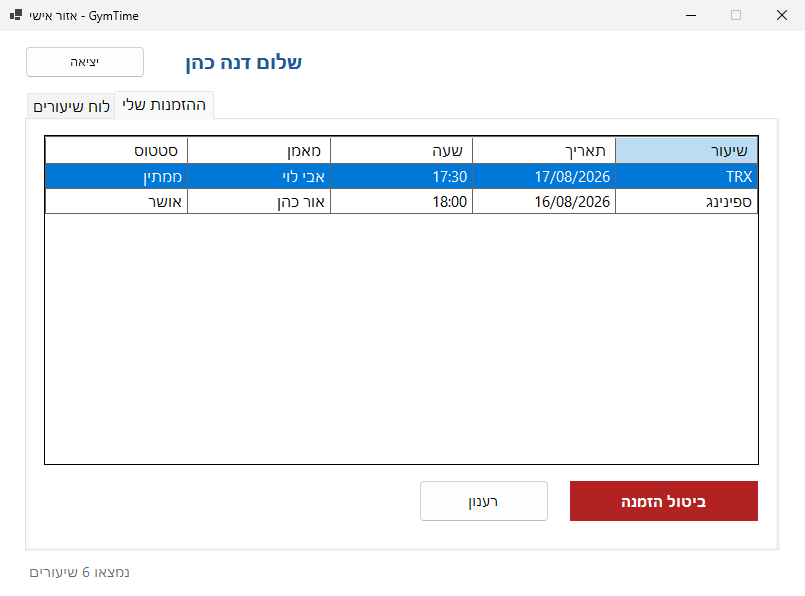 GymTime - אזור אישי
שלום דנה כהן
יציאה
ההזמנות שלי
לוח שיעורים
שיעור תאריך שעה מאמן סטטוס
TRX 17/08/2026 17:30 אבי לוי ממתין
ספינינג 16/08/2026 18:00 אור כהן אושר
ביטול הזמנה
רענון
נמצאו 6 שיעורים